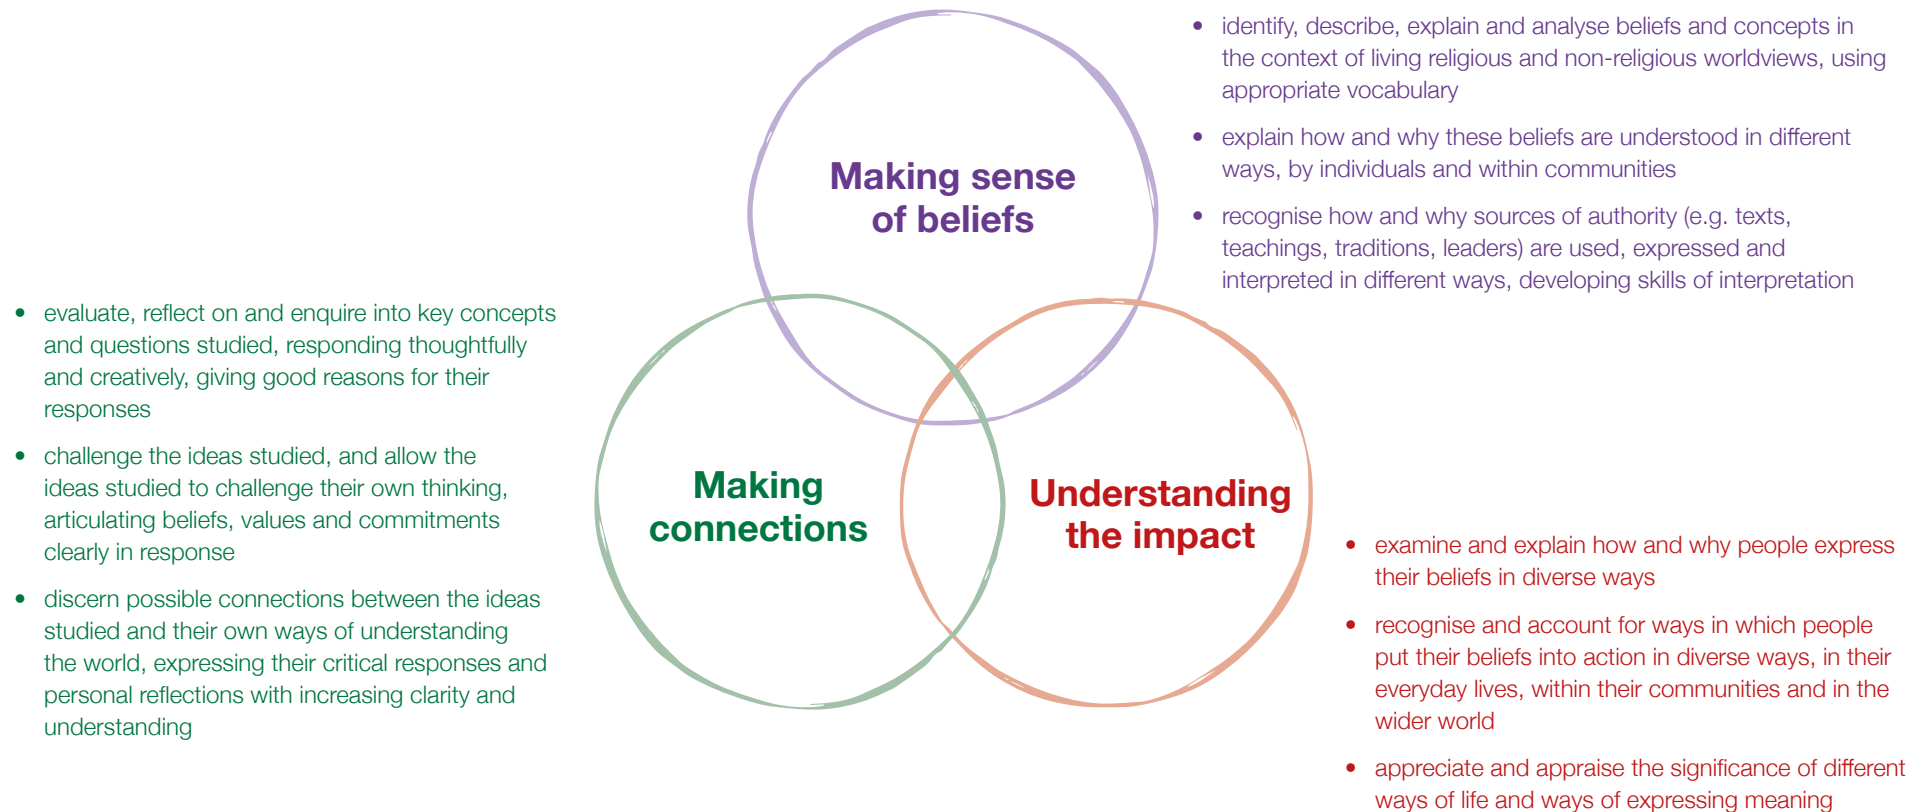 • identify, describe, explain and analyse beliefs and concepts in
the context of living religious and non-religious worldviews, using
appropriate vocabulary
• explain how and why these beliefs are understood in different
ways, by individuals and within communities
• recognise how and why sources of authority (e.g. texts,
teachings, traditions, leaders) are used, expressed and
interpreted in different ways, developing skills of interpretation
Making sense
of beliefs
• evaluate, reflect on and enquire into key concepts
and questions studied, responding thoughtfully
and creatively, giving good reasons for their
responses
• challenge the ideas studied, and allow the
ideas studied to challenge their own thinking,
articulating beliefs, values and commitments
clearly in response
• discern possible connections between the ideas
studied and their own ways of understanding
the world, expressing their critical responses and
personal reflections with increasing clarity and
understanding
Making
connections
Understanding
the impact
• examine and explain how and why people express
their beliefs in diverse ways
• recognise and account for ways in which people
put their beliefs into action in diverse ways, in their
everyday lives, within their communities and in the
wider world
• appreciate and appraise the significance of different
ways of life and ways of expressing meaning